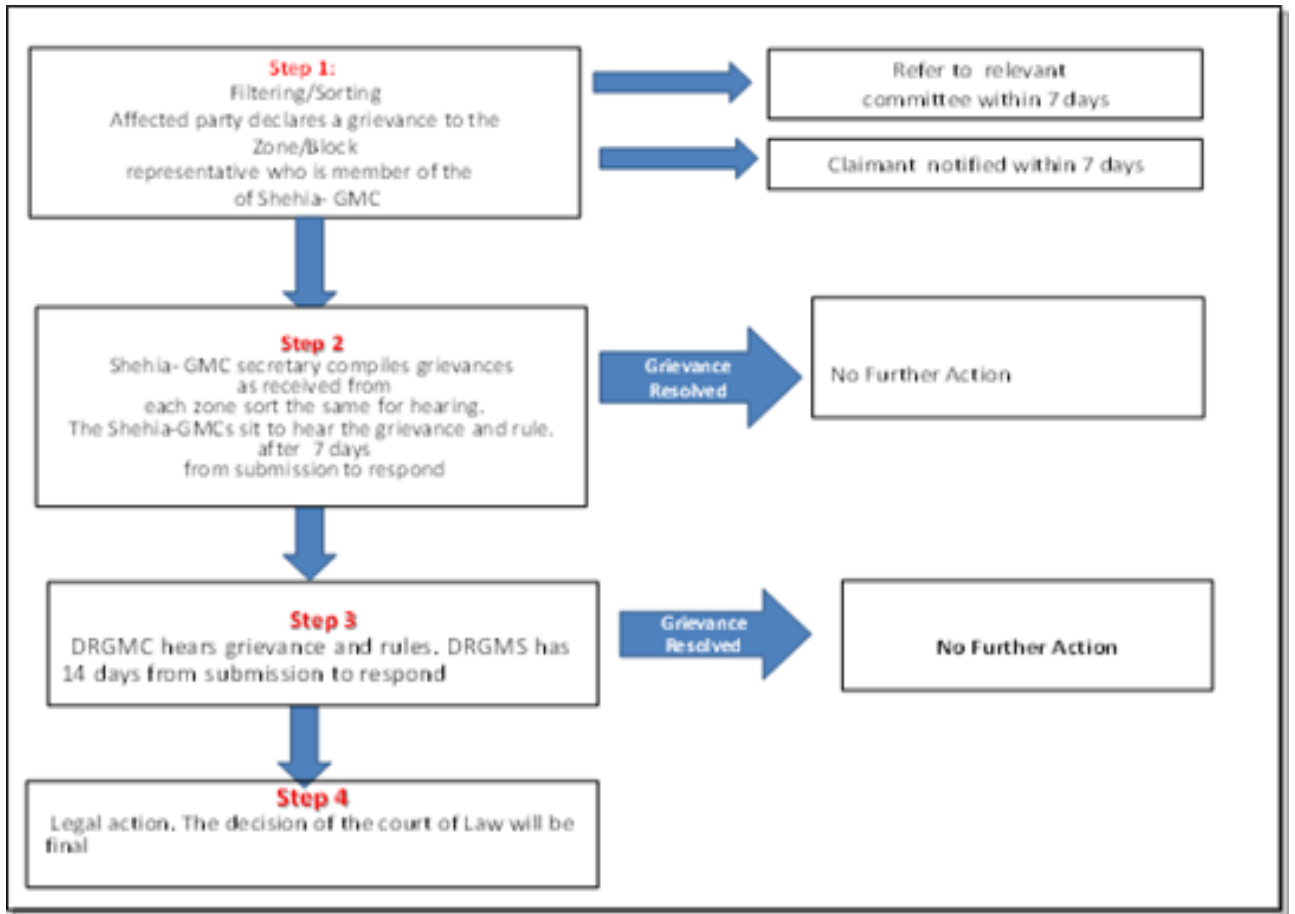 Step 1:
Filtering/Sorting
Affected party declares a grievance to the
Zone/Block
representative who is member of the
of Shehia- GMC
Refer to relevant
committee within 7 days
Claimant notified within 7 days
Step 2
Shehia- GMC secretary compiles grievances
as received from
each zone sort the same for hearing.
The Shehia-GMCs sit to hear the grievance and rule.
after 7 days
from submission to respond
Grievance
Resolved
No Further Action
Step 3
DRGMC hears grievance and rules. DRGMS has
14 days from submission to respond
Grievance
Resolved
No Further Action
Step 4
Legal action. The decision of the court of Law will be
final